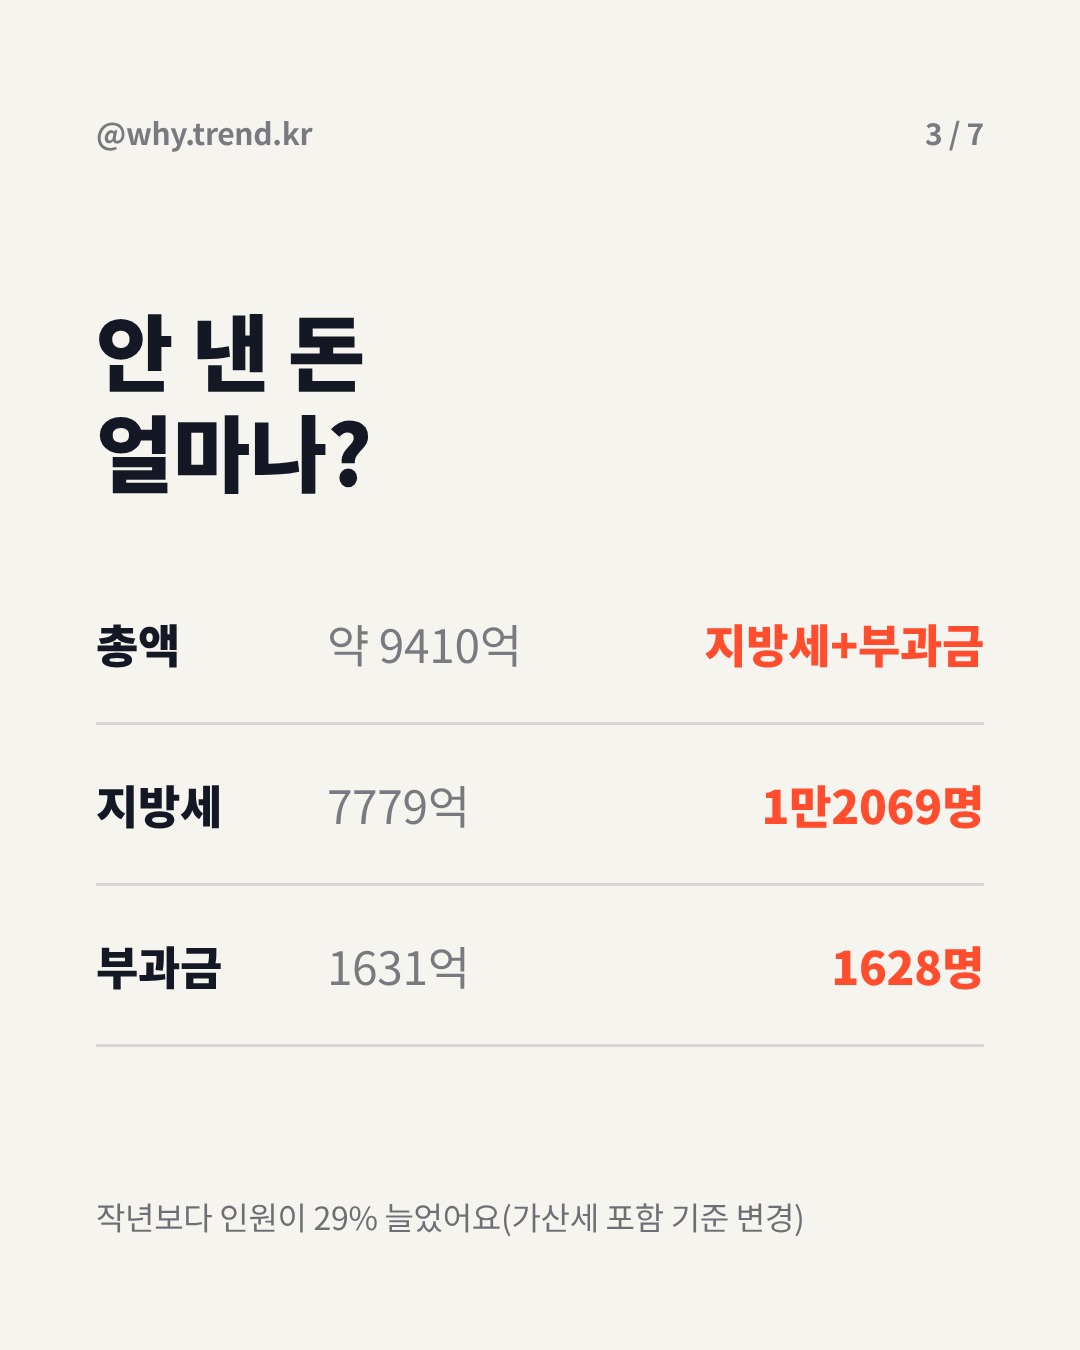 @why.trend.kr 3 / 7
안 낸 돈
얼마나?
총액 약 9410억 지방세+부과금
지방세 7779억 1만2069명
부과금 1631억 1628명
작년보다 인원이 29% 늘었어요(가산세 포함 기준 변경)